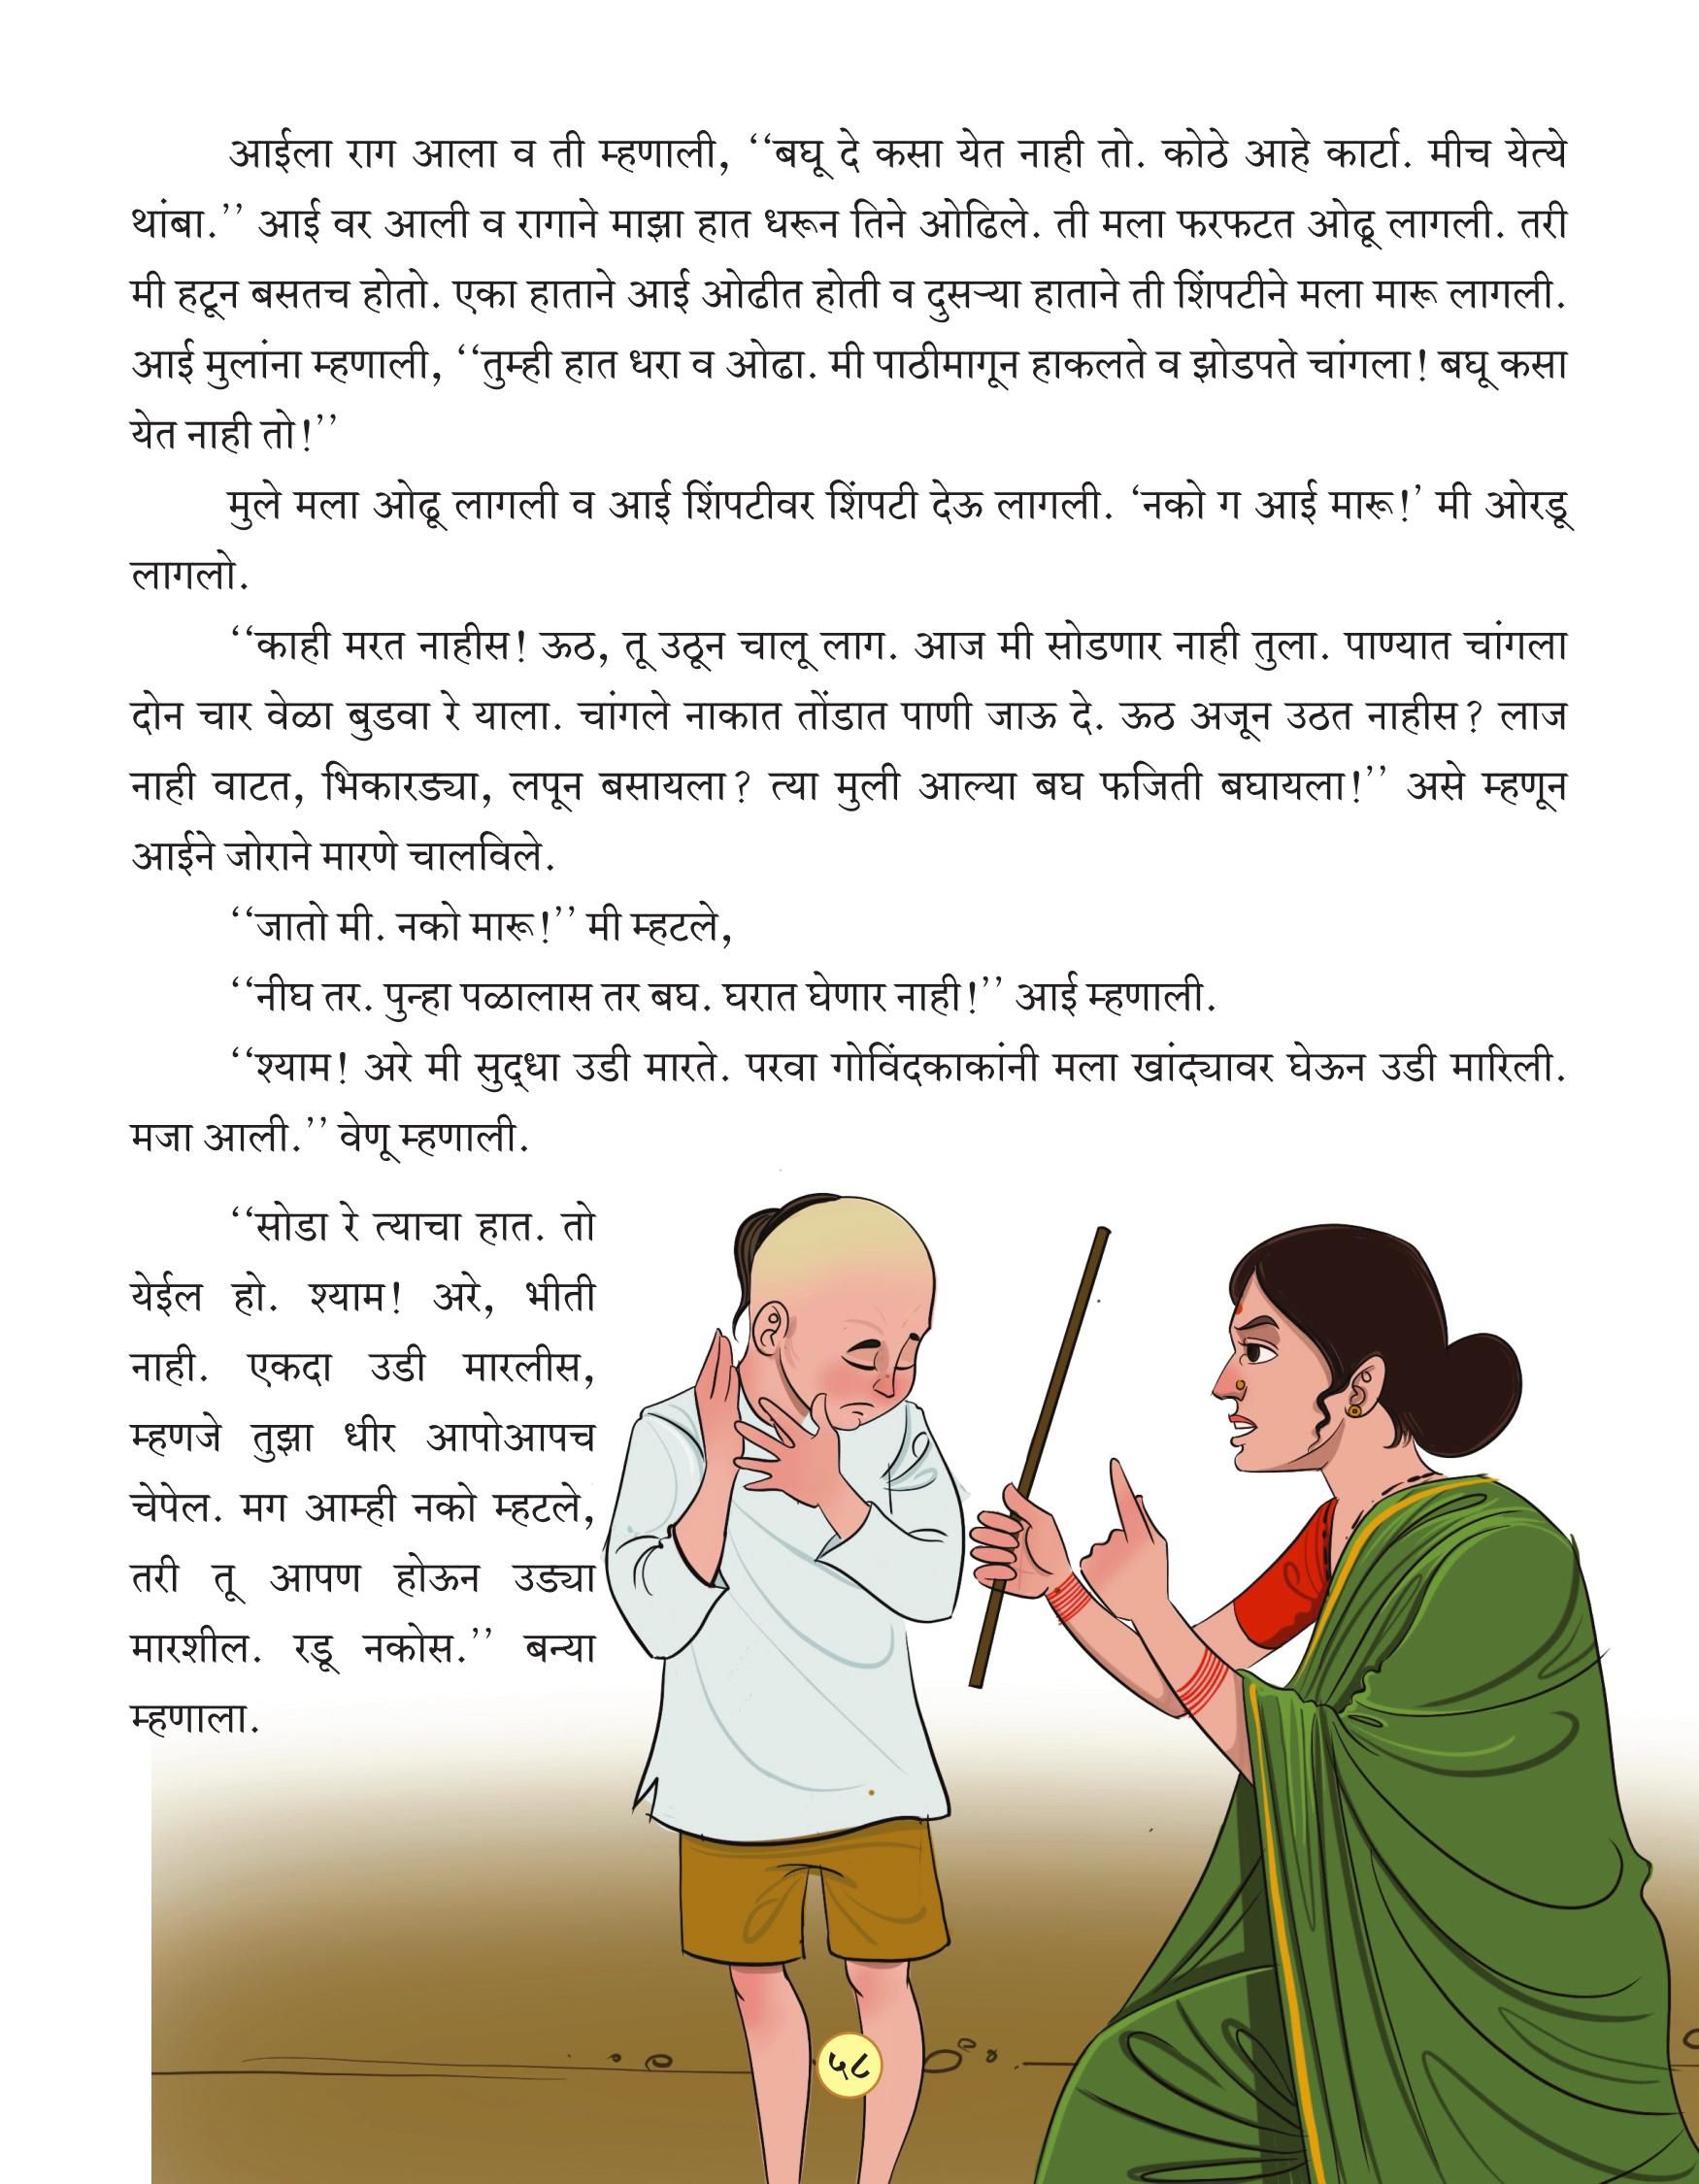 आईला राग आला व ती म्हणाली, ‘‘बघू दे कसा येत नाही तो. कोठे आहे कार्टा. मीच येत्ये
थांबा.’’ आई वर आली व रागाने माझा हात धरून तिने ओढिले. ती मला फरफटत ओढू लागली. तरी
मी हटून बसतच होतो. एका हाताने आई ओढीत होती व दुसऱ्या हाताने ती शिंपटीने मला मारू लागली.
आई मुलांना म्हणाली, ‘‘तुम्ही हात धरा व ओढा. मी पाठीमागून हाकलते व झोडपते चांगला! बघू कसा
येत नाही तो!’’
मुले मला ओढू लागली व आई शिंपटीवर शिंपटी देऊ लागली. ‘नको ग आई मारू!’ मी ओरडू
लागलो.
‘‘काही मरत नाहीस! ऊठ, तू उठून चालू लाग. आज मी सोडणार नाही तुला. पाण्यात चांगला
दोन चार वेळा बुडवा रे याला. चांगले नाकात तोंडात पाणी जाऊ दे. ऊठ अजून उठत नाहीस? लाज
नाही वाटत, भिकारड्या, लपून बसायला? त्या मुली आल्या बघ फजिती बघायला!’’ असे म्हणून
आईने जोराने मारणे चालविले.
‘‘जातो मी. नको मारू!’’ मी म्हटले,
‘‘नीघ तर. पुन्हा पळालास तर बघ. घरात घेणार नाही!’’ आई म्हणाली.
‘‘श्याम! अरे मी सुद्धा उडी मारते. परवा गोविंदकाकांनी मला खांद्यावर घेऊन उडी मारिली.
मजा आली.’’ वेणू म्हणाली.
‘‘सोडा रे त्याचा हात. तो
येईल हो. श्याम! अरे, भीती
नाही. एकदा उडी मारलीस,
म्हणजे तुझा धीर आपोआपच
चेपेल. मग आम्ही नको म्हटले,
तरी तू आपण होऊन उड्या
मारशील. रडू नकोस.’’ बन्या
म्हणाला.
५८